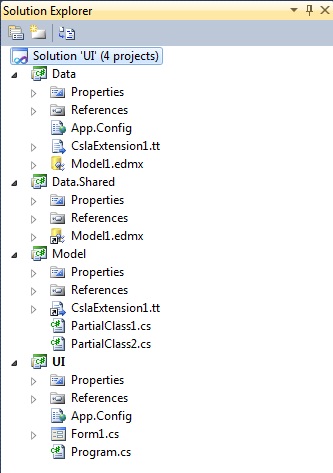 Solution Explorer
Solution 'UI' (4 projects)
Data
Properties
References
App.Config
CslaExtension1.tt
Model1.edmx
Data.Shared
Properties
References
Model1.edmx
Model
Properties
References
CslaExtension1.tt
PartialClass1.cs
PartialClass2.cs
UI
Properties
References
App.Config
Form1.cs
Program.cs